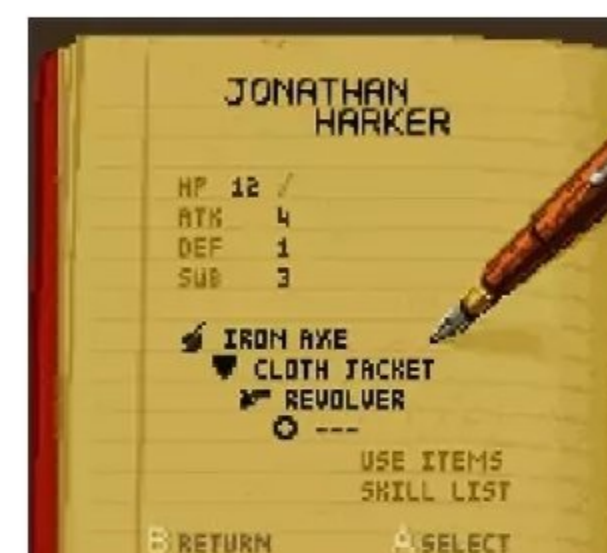 JONATHAN
HARKER
HP 12 /
ATK 4
DEF 1
SUB 3
IRON AXE
CLOTH JACKET
REVOLVER
---
USE ITEMS
SKILL LIST
B RETURN A SELECT